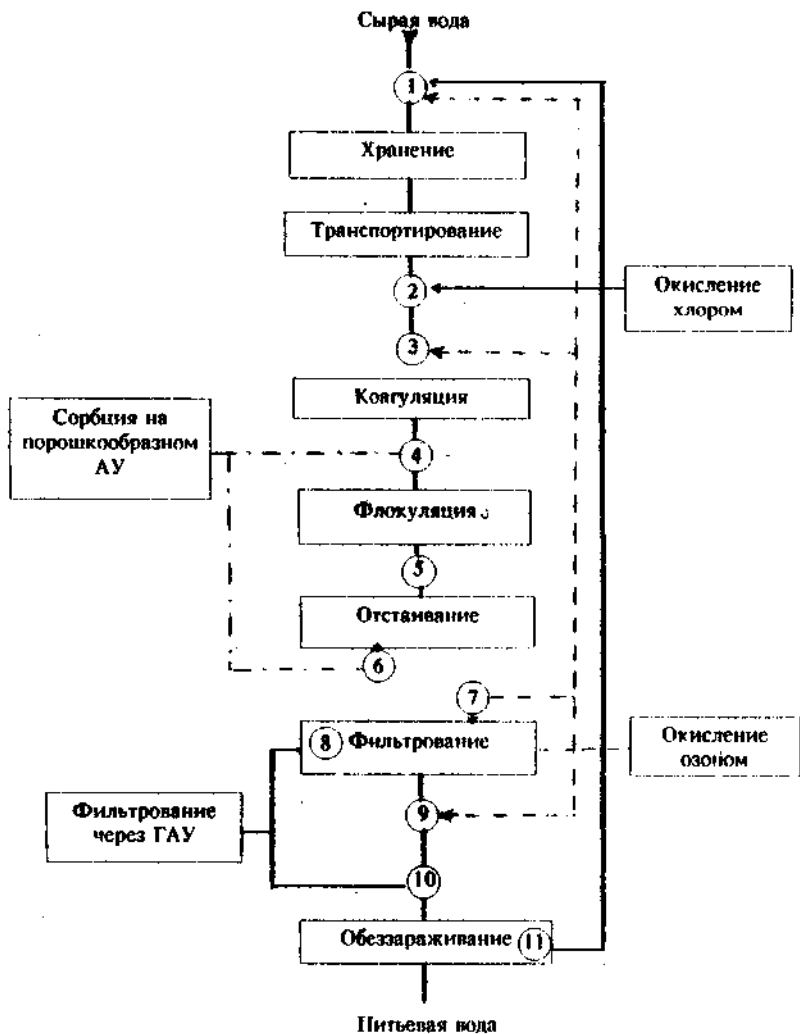 Сырая вода
1
Хранение
Транспортирование
2
Окисление
хлором
3
Коагуляция
Сорбция на
порошкообразном
АУ
4
Флокуляция
5
Отстаивание
6
7
8 Фильтрование
Окисление
озоном
Фильтрование
через ГАУ
9
10
Обеззараживание 11
Питьевая вода